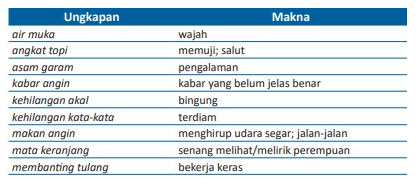 Ungkapan Makna
air muka wajah
angkat topi memuji; salut
asam garam pengalaman
kabar angin kabar yang belum jelas benar
kehilangan akal bingung
kehilangan kata-kata terdiam
makan angin menghirup udara segar; jalan-jalan
mata keranjang senang melihat/melirik perempuan
membanting tulang bekerja keras